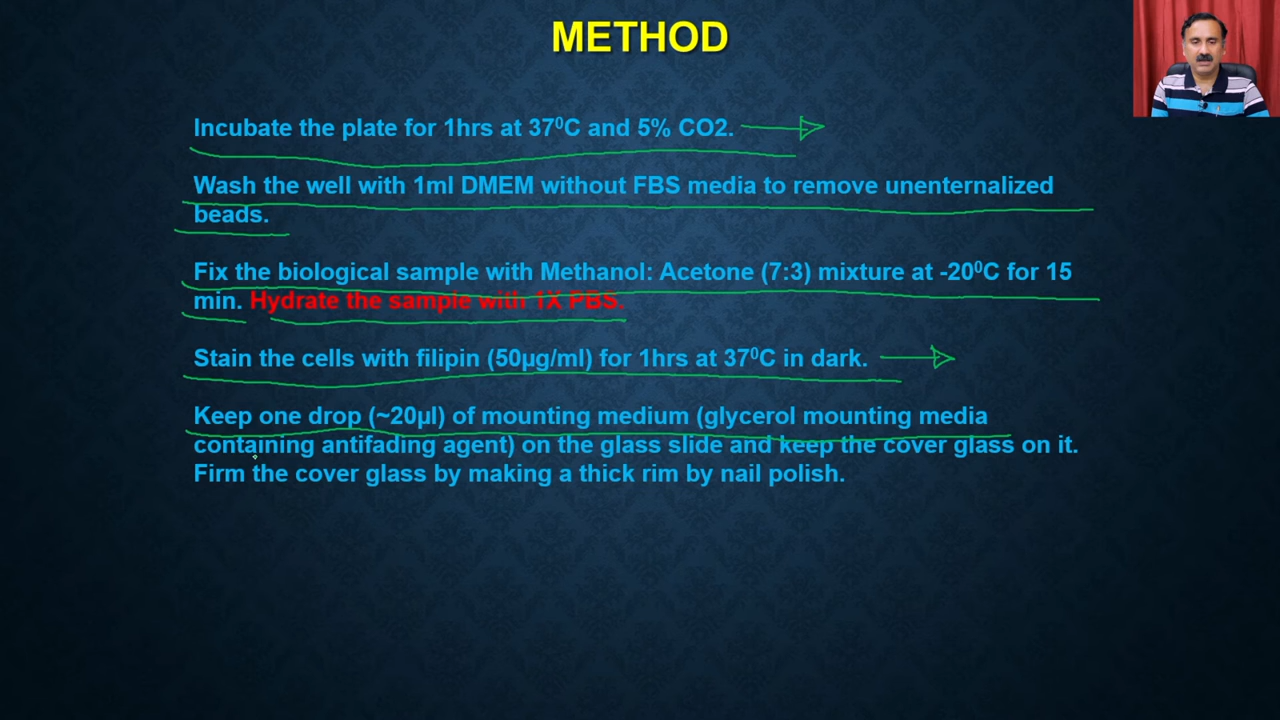 METHOD
Incubate the plate for 1hrs at 37⁰C and 5% CO2.
Wash the well with 1ml DMEM without FBS media to remove unenternalized
beads.
Fix the biological sample with Methanol: Acetone (7:3) mixture at -20⁰C for 15
min. Hydrate the sample with 1X PBS.
Stain the cells with filipin (50µg/ml) for 1hrs at 37⁰C in dark.
Keep one drop (~20µl) of mounting medium (glycerol mounting media
containing antifading agent) on the glass slide and keep the cover glass on it.
Firm the cover glass by making a thick rim by nail polish.